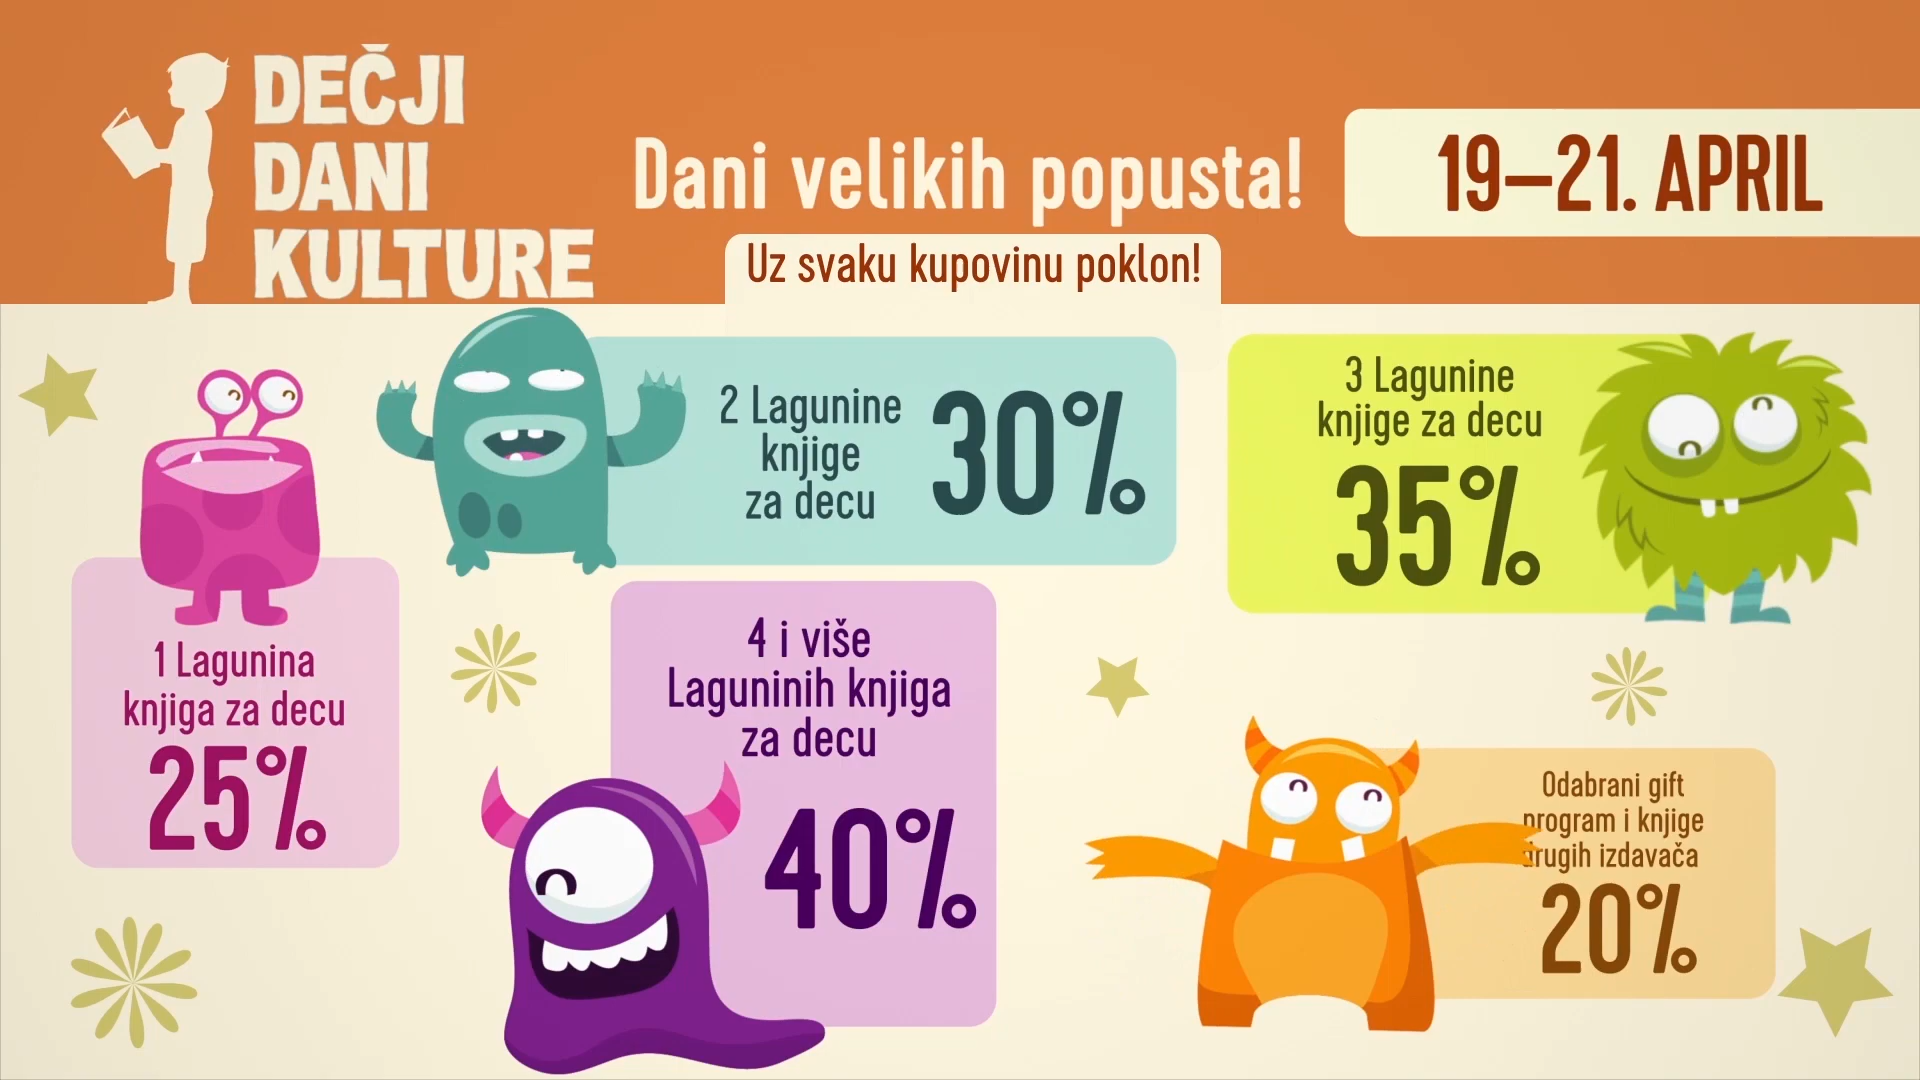 DEČJI
DANI
KULTURE
Dani velikih popusta!
19–21. APRIL
Uz svaku kupovinu poklon!
2 Lagunine
knjige
za decu
30%
3 Lagunine
knjige za decu
35%
1 Lagunina
knjiga za decu
25%
4 i više
Laguninih knjiga
za decu
40%
Odabrani gift
program i knjige
drugih izdavača
20%